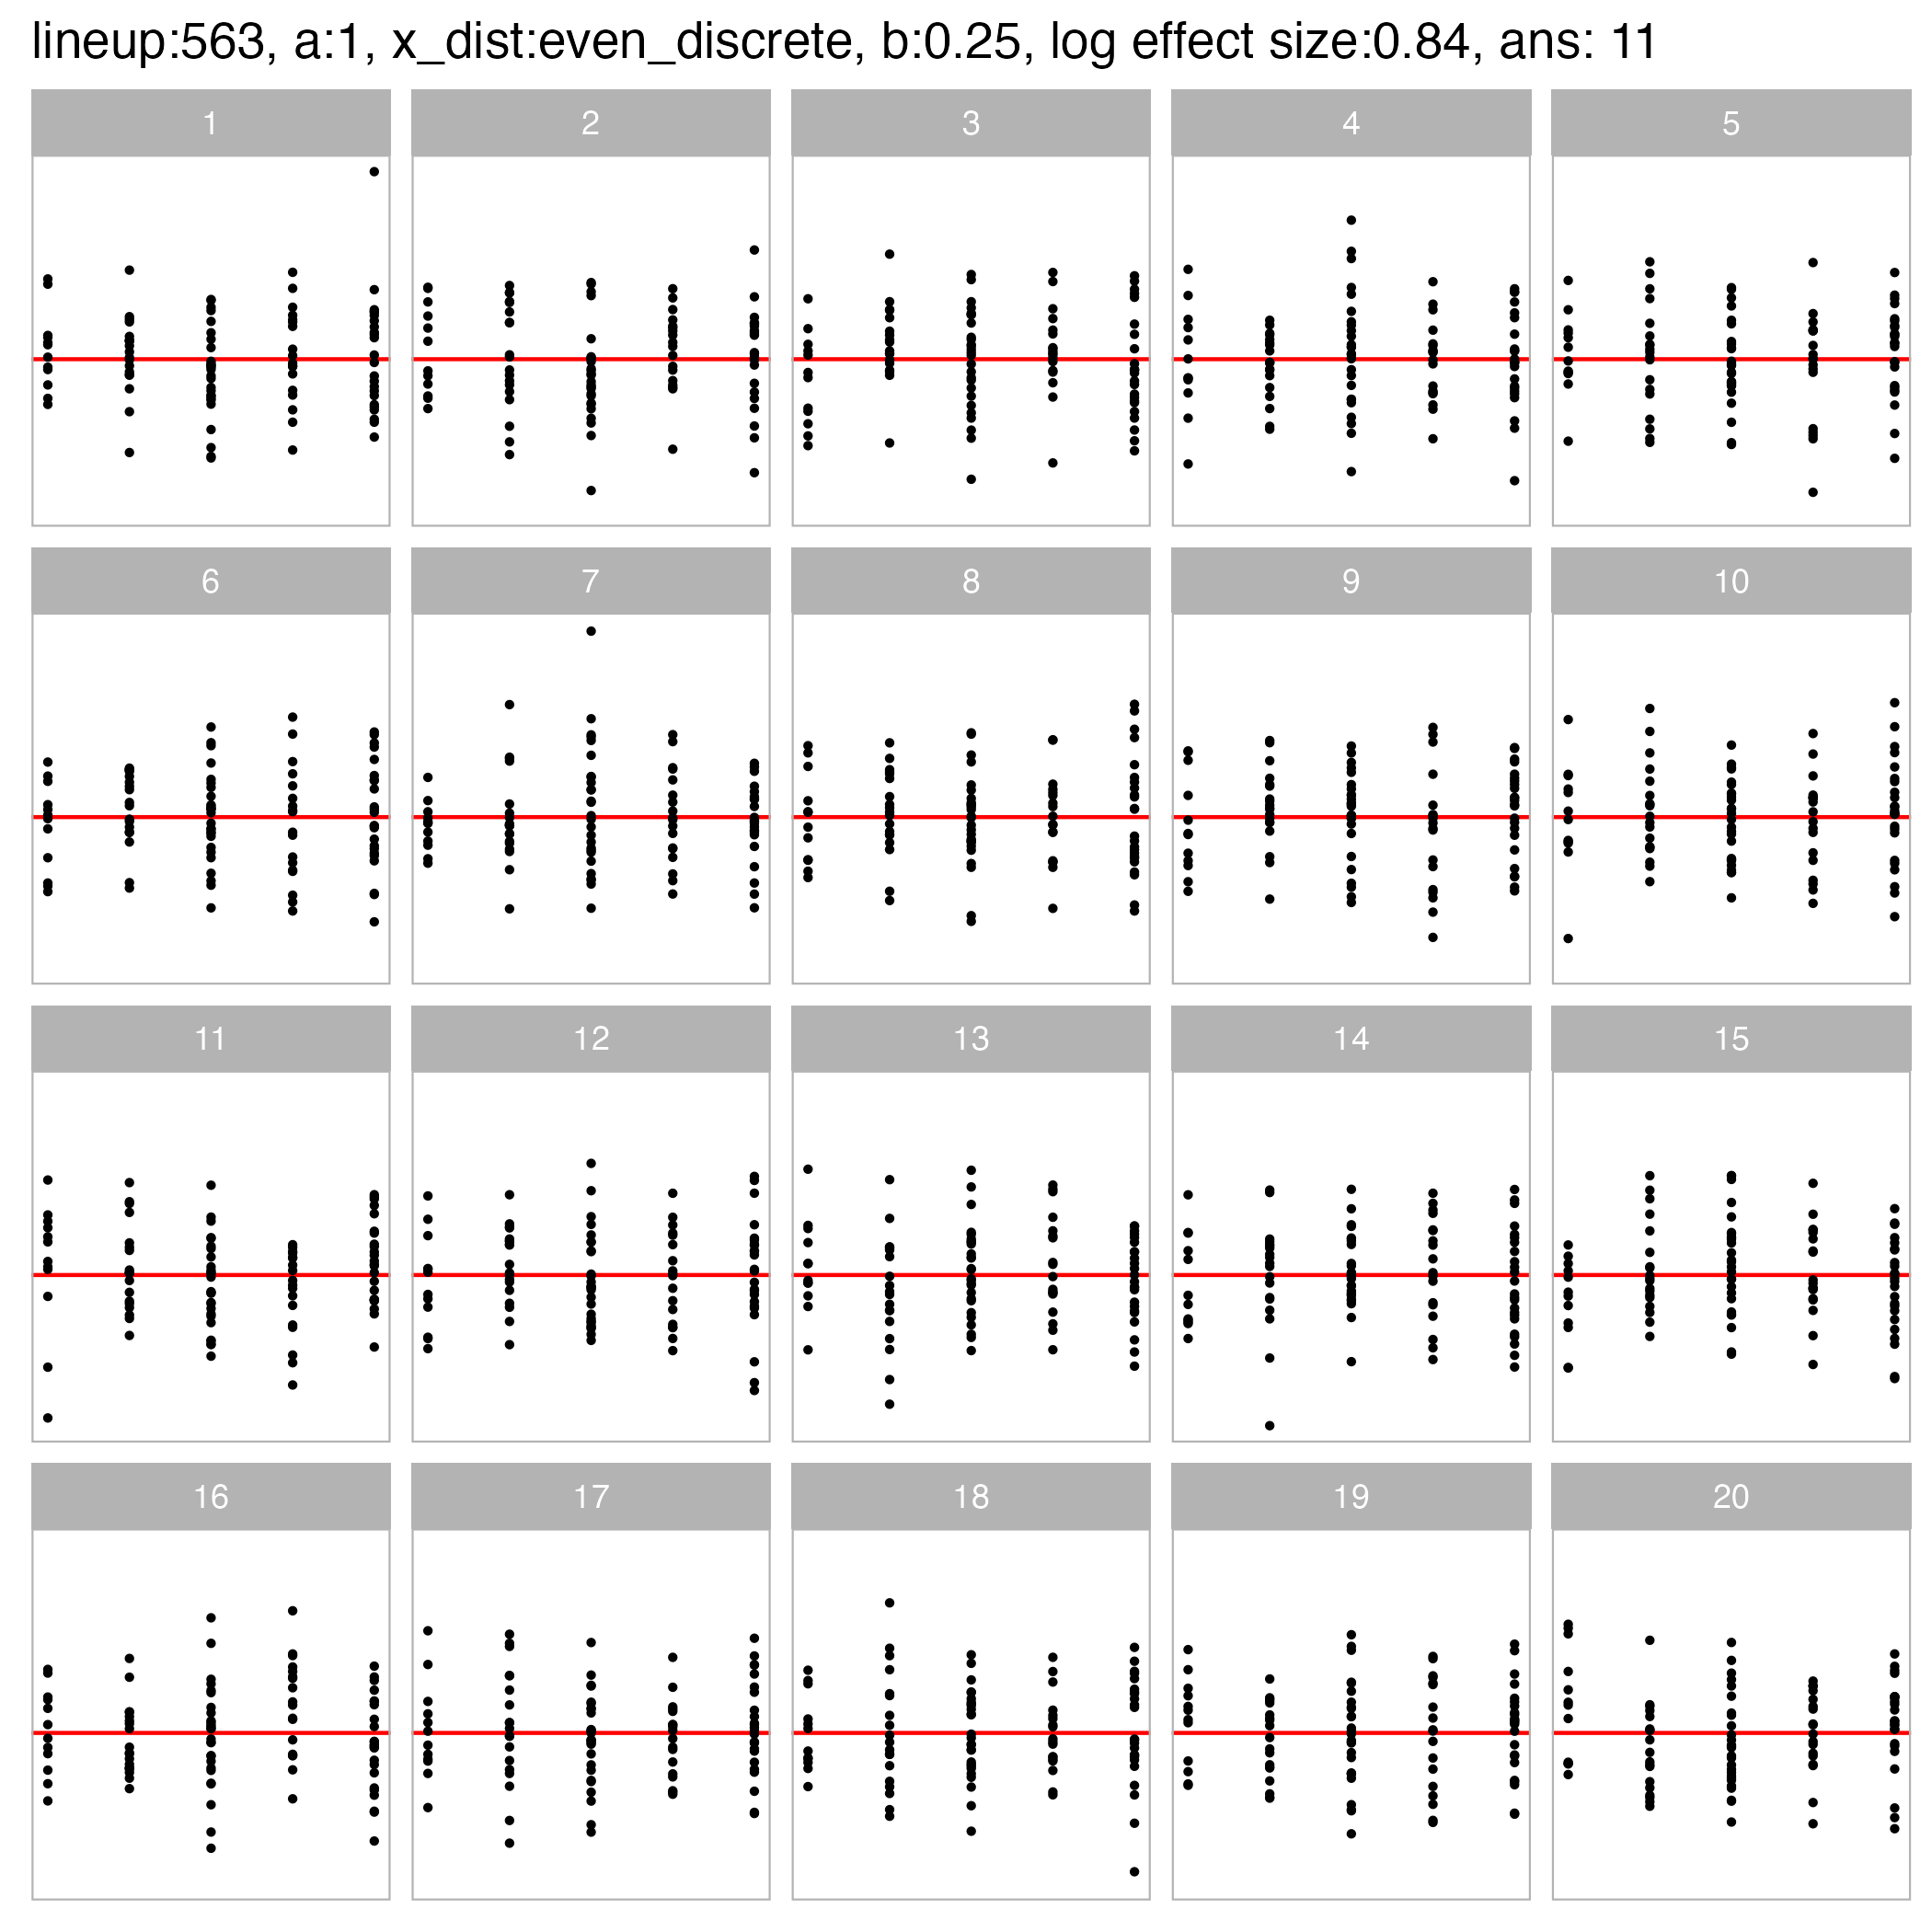 lineup:563, a:1, x_dist:even_discrete, b:0.25, log effect size:0.84, ans: 11
1 2 3 4 5
6 7 8 9 10
11 12 13 14 15
16 17 18 19 20